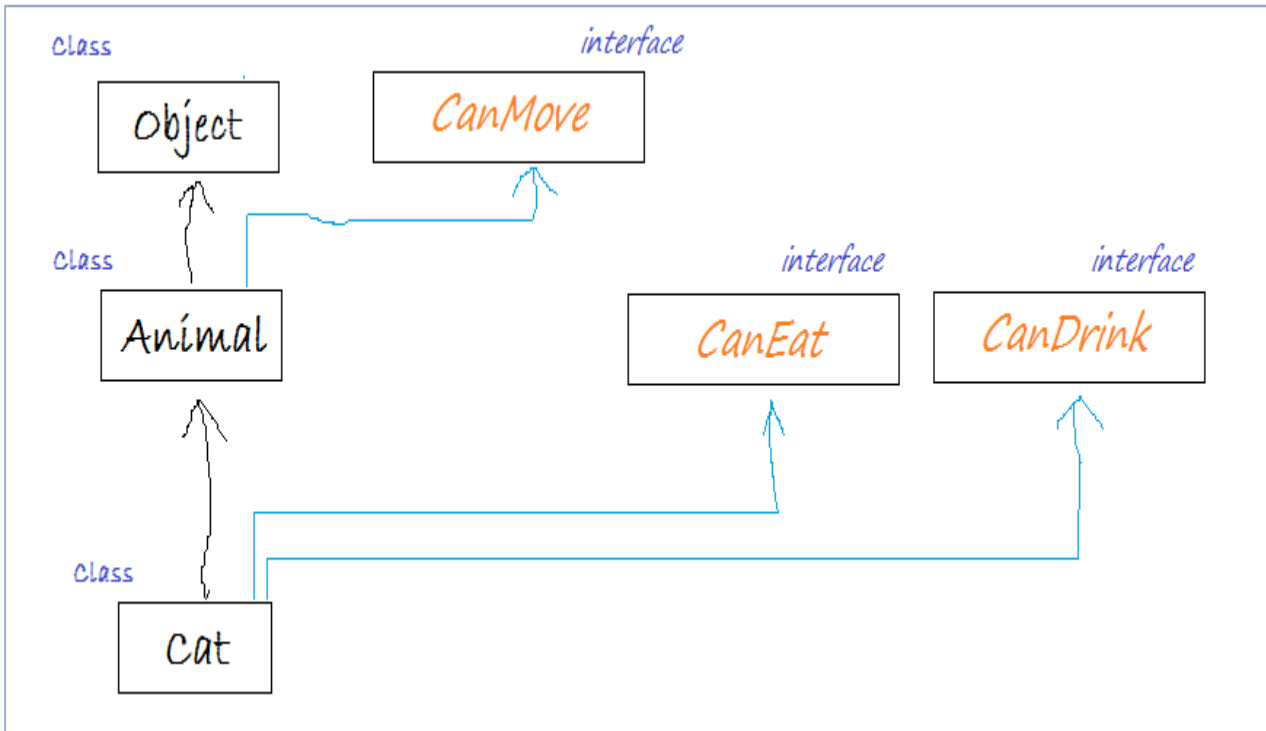 Class
interface
Object
CanMove
Class
interface
interface
Animal
CanEat
CanDrink
Class
Cat